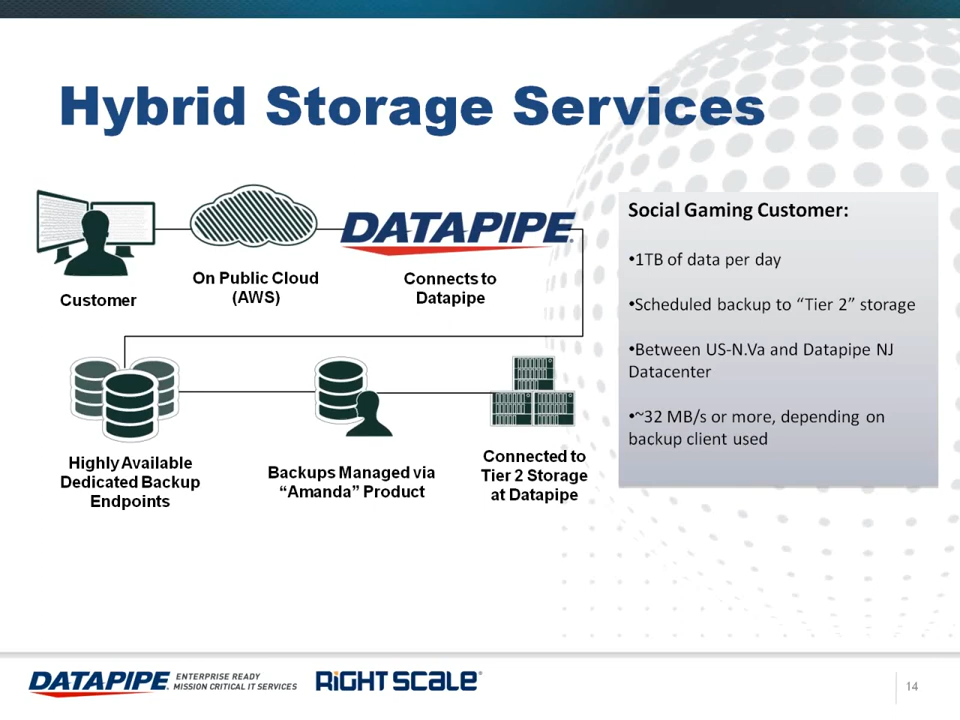 Hybrid Storage Services
DATAPIPE
Customer
On Public Cloud
(AWS)
Connects to
Datapipe
Highly Available
Dedicated Backup
Endpoints
Backups Managed via
“Amanda” Product
Connected to
Tier 2 Storage
at Datapipe
Social Gaming Customer:
•1TB of data per day
•Scheduled backup to “Tier 2” storage
•Between US-N.Va and Datapipe NJ
Datacenter
•~32 MB/s or more, depending on
backup client used
DATAPIPE.
ENTERPRISE READY
MISSION CRITICAL IT SERVICES
RIGHT SCALE
14